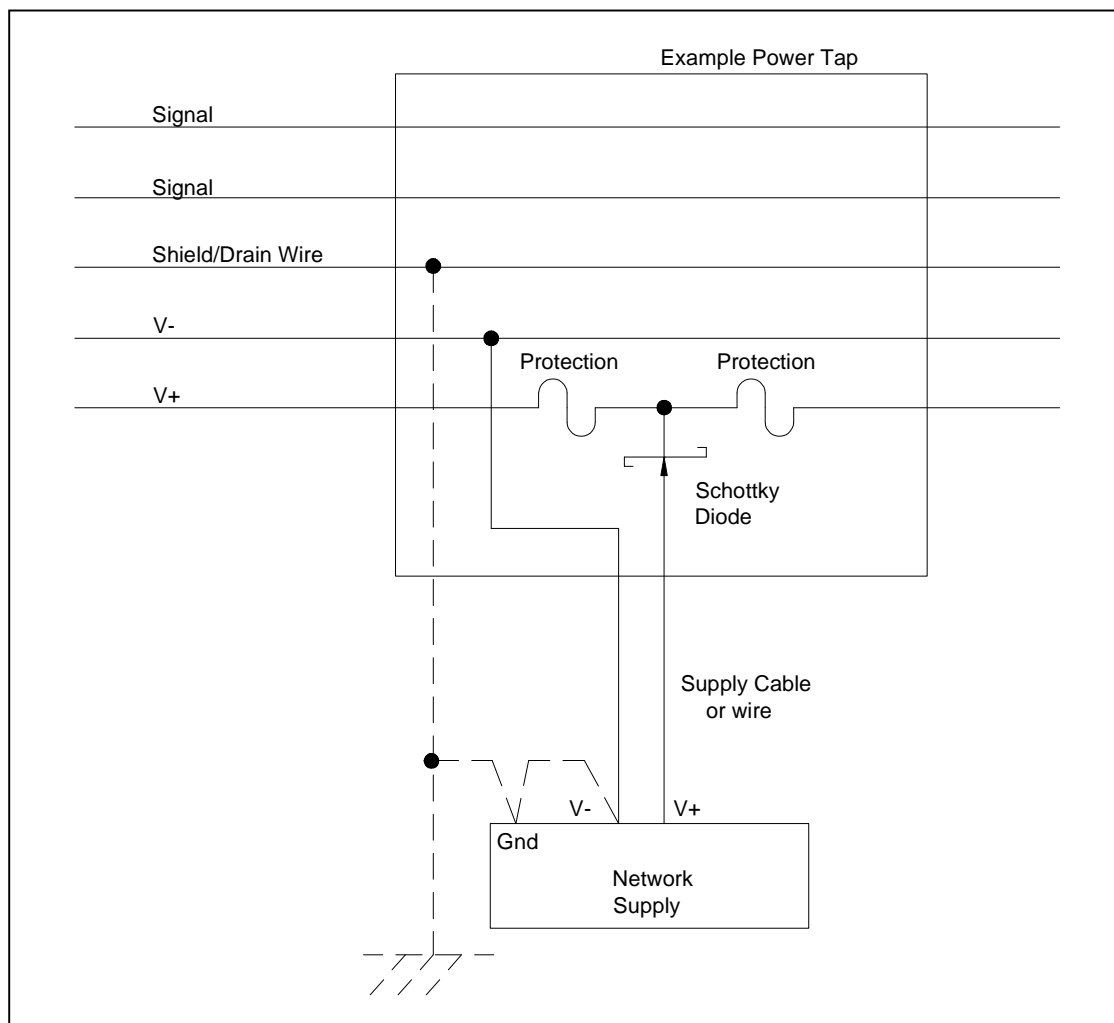 Example Power Tap
Signal
Signal
Shield/Drain Wire
V-
Protection
Protection
V+
Schottky
Diode
Supply Cable
or wire
V-
V+
Gnd
Network
Supply